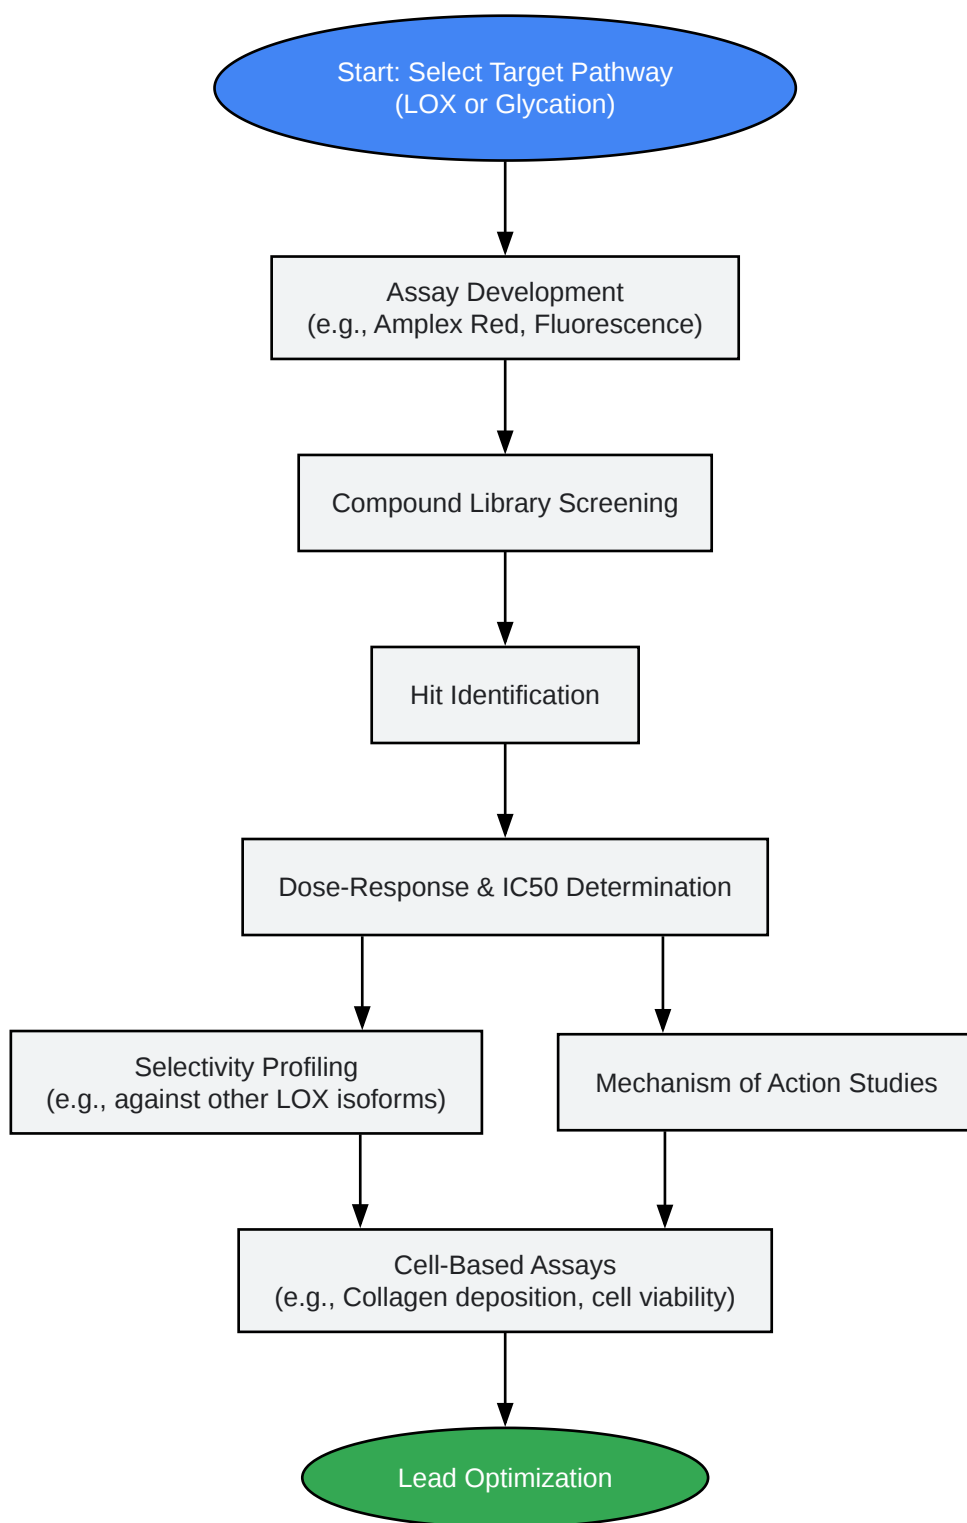 Start: Select Target Pathway
(LOX or Glycation)
Assay Development
(e.g., Amplex Red, Fluorescence)
Compound Library Screening
Hit Identification
Dose-Response & IC50 Determination
Selectivity Profiling
(e.g., against other LOX isoforms)
Mechanism of Action Studies
Cell-Based Assays
(e.g., Collagen deposition, cell viability)
Lead Optimization